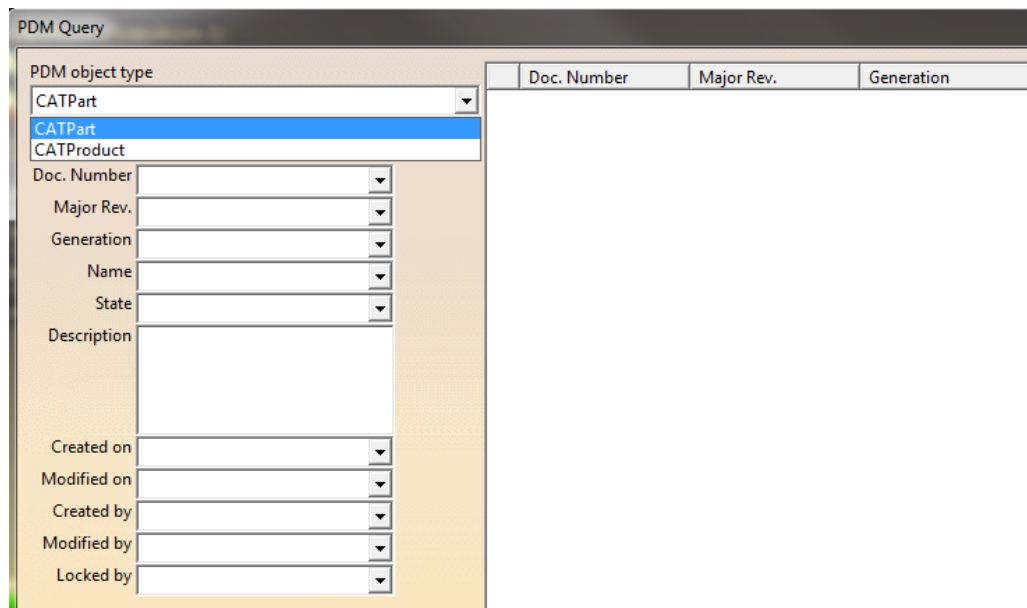 PDM Query
PDM object type
CATPart
CATPart
CATProduct
Doc. Number
Major Rev.
Generation
Name
State
Description
Created on
Modified on
Created by
Modified by
Locked by
Doc. Number Major Rev. Generation